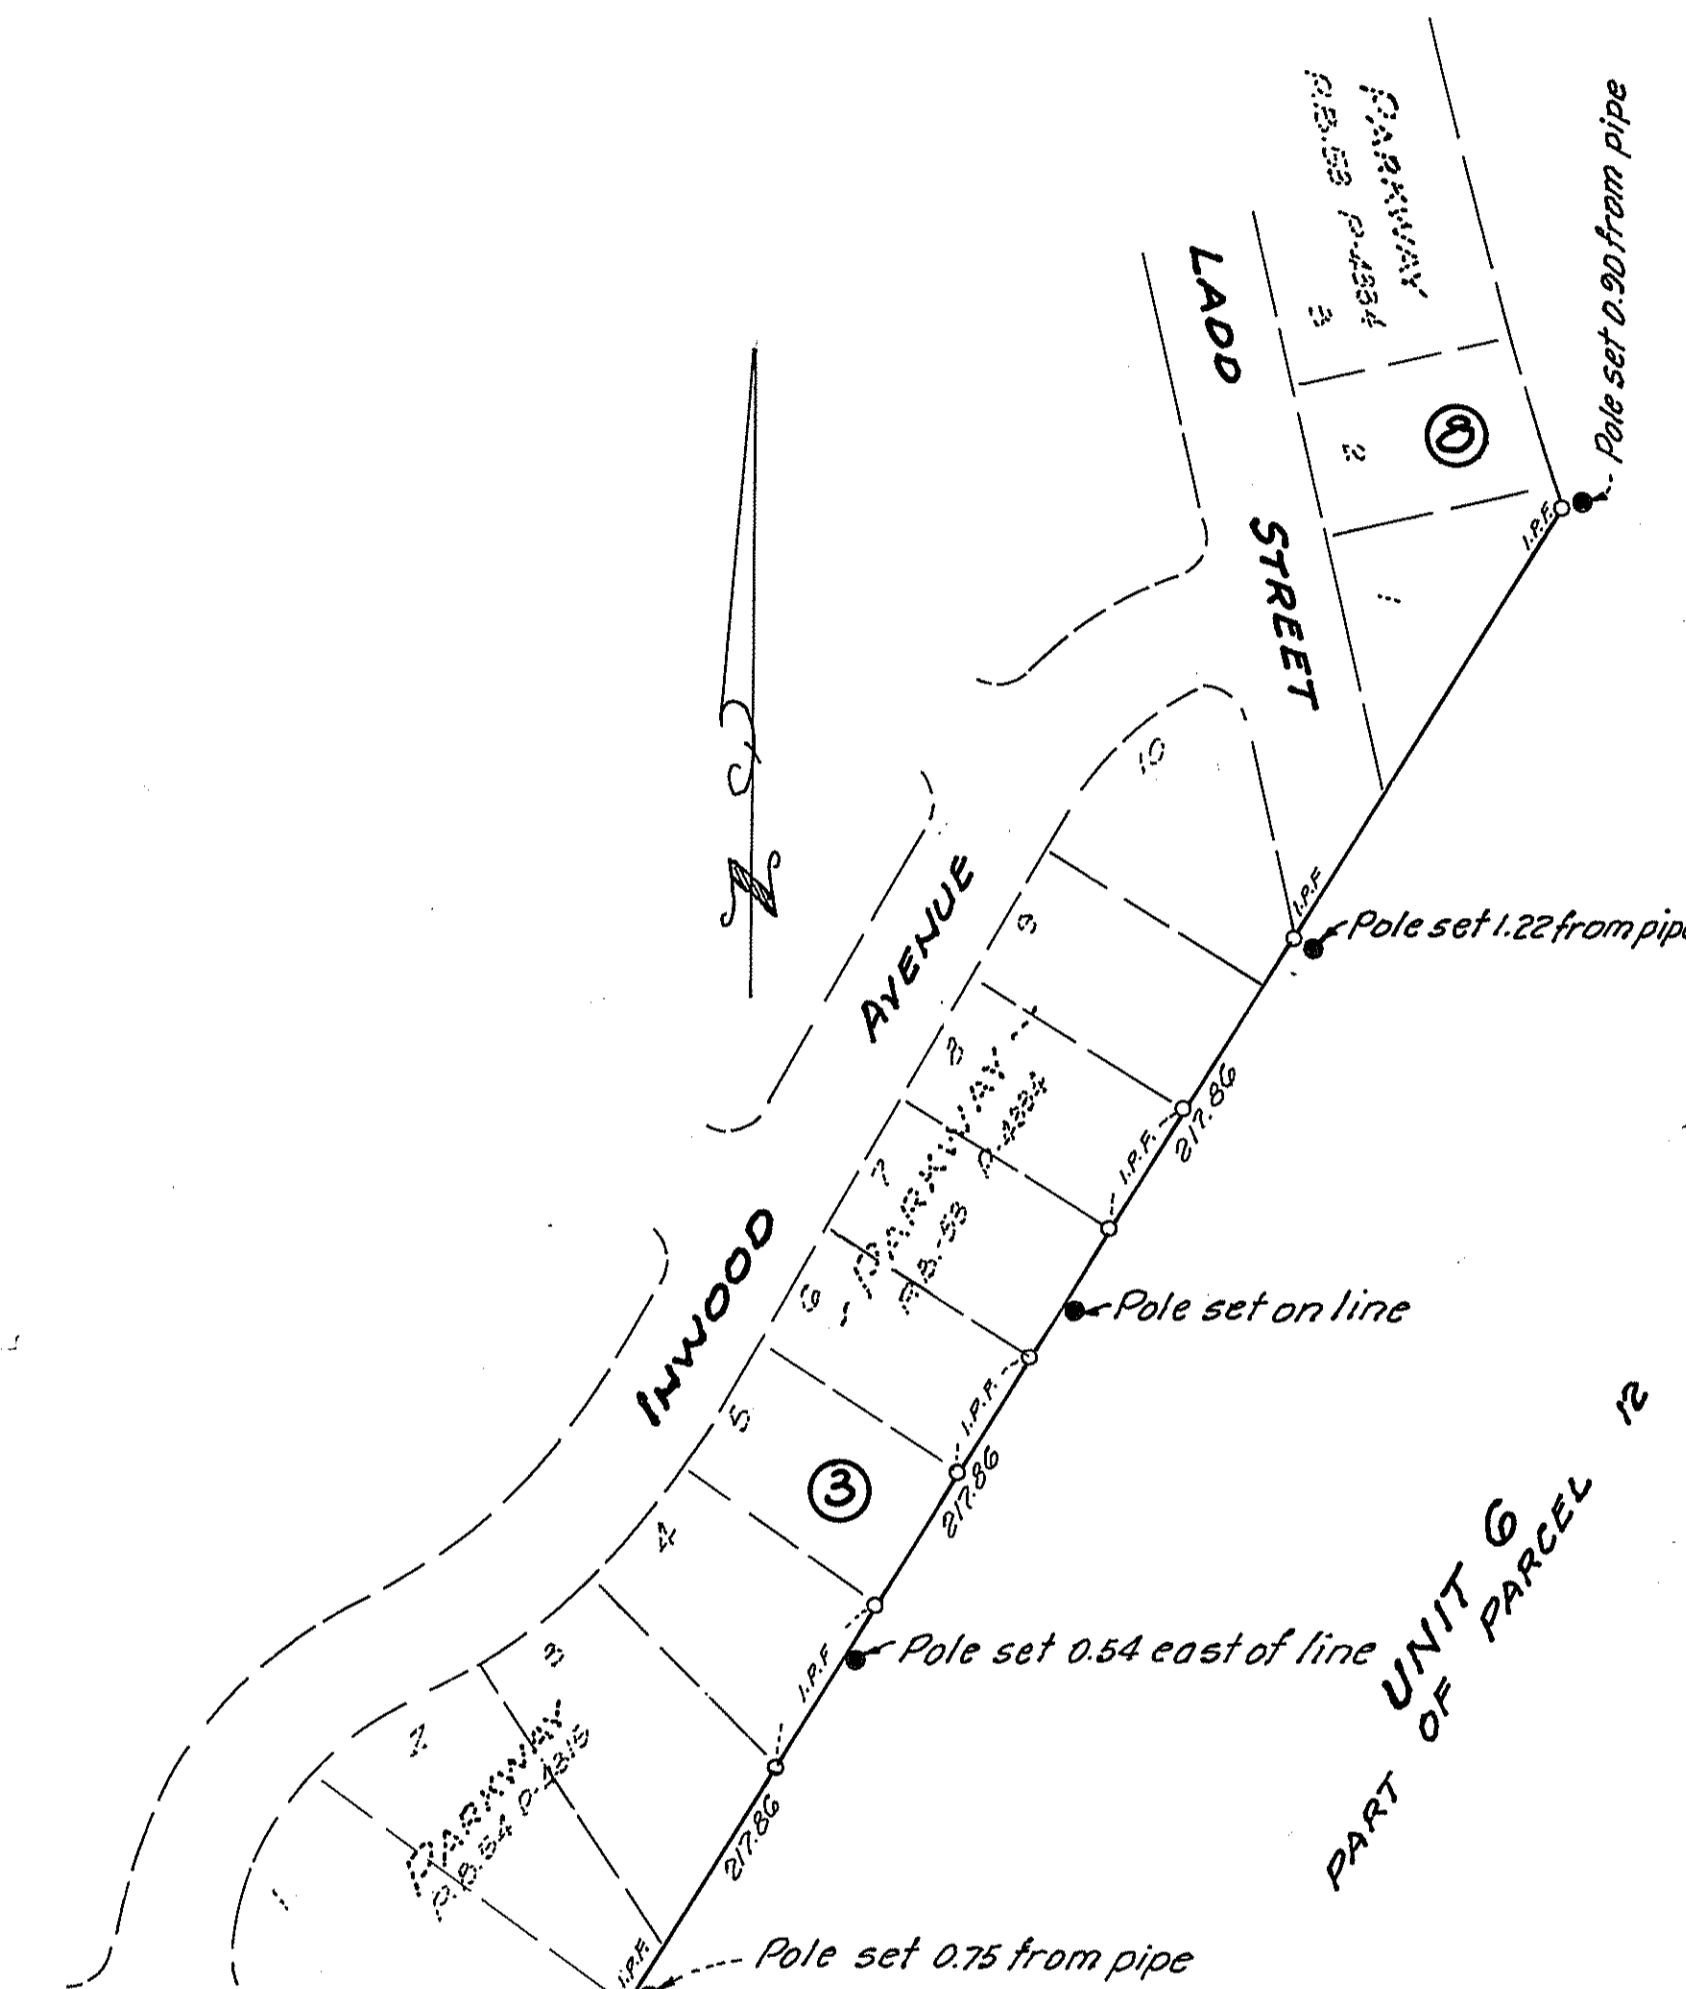 PARKWAY
3
2
8
1
Pole set 0.90 from pipe
I.P.F.
LADD STREET
10
I.P.F
Pole set 1.22 from pipe
N
INWOOD AVENUE
9
8
7
6
5
4
3
2
1
PARKWAY
P.B.-53 P-4334
217.86
I.P.F.
Pole set on line
I.P.F.
217.86
3
I.P.F
Pole set 0.54 east of line
217.86
PARKWAY
P.B. 54 P-4315
I.P.F.
Pole set 0.75 from pipe
UNIT 6
PART OF PARCEL 12